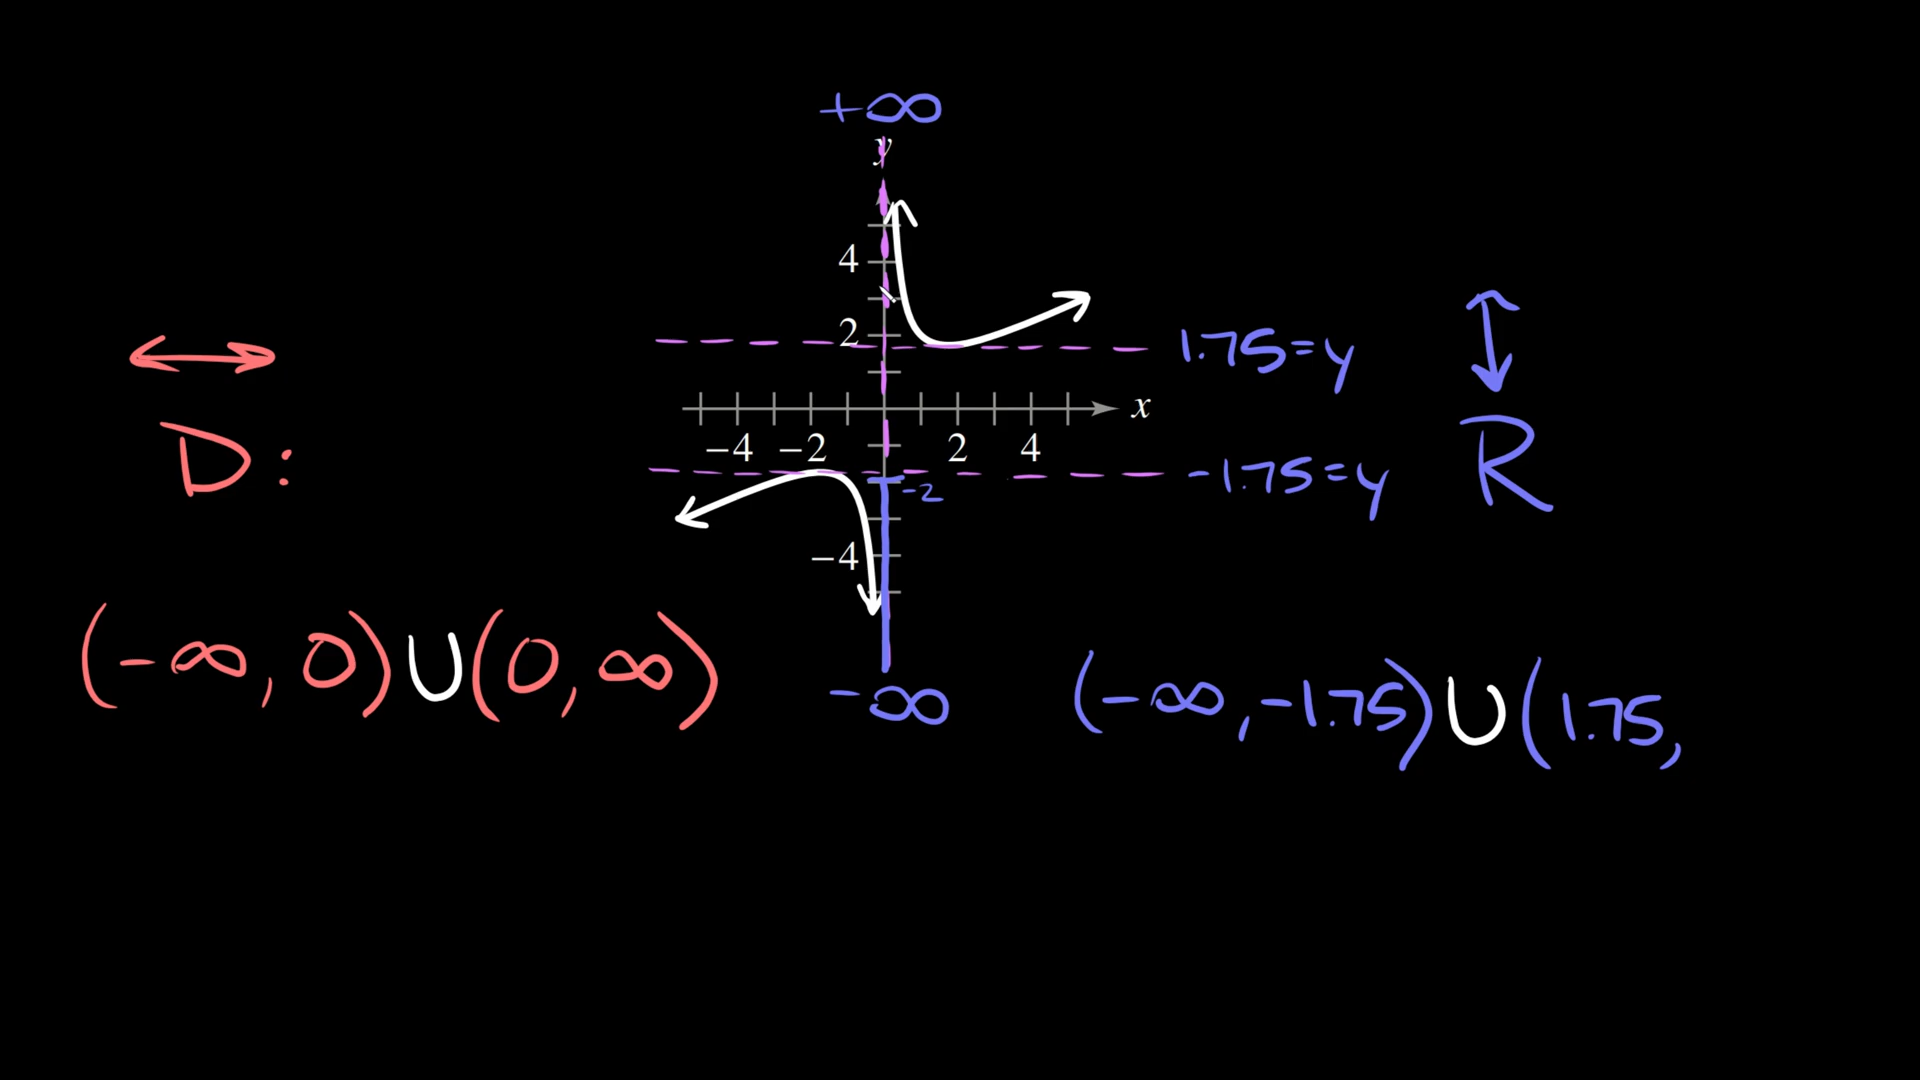 +∞
y
4
2
1.75=y
x
−4 −2 2 4
D:
-1.75=y
R
-2
−4
(-∞, 0)∪(0, ∞)
-∞
(-∞,-1.75)∪(1.75,